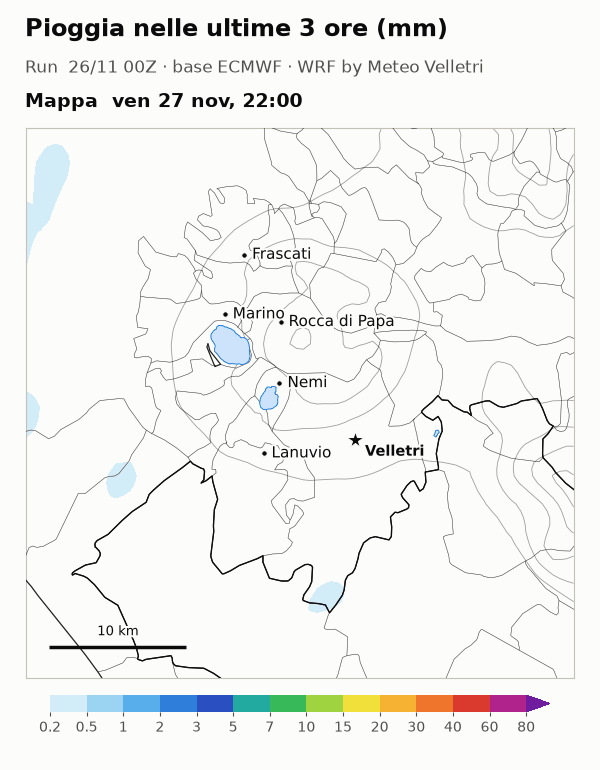 Pioggia nelle ultime 3 ore (mm)
Run  26/11 00Z · base ECMWF · WRF by Meteo Velletri
Mappa  ven 27 nov, 22:00
Frascati
Marino
Rocca di Papa
Nemi
Velletri
Lanuvio
10 km
0.2 0.5 1 2 3 5 7 10 15 20 30 40 60 80